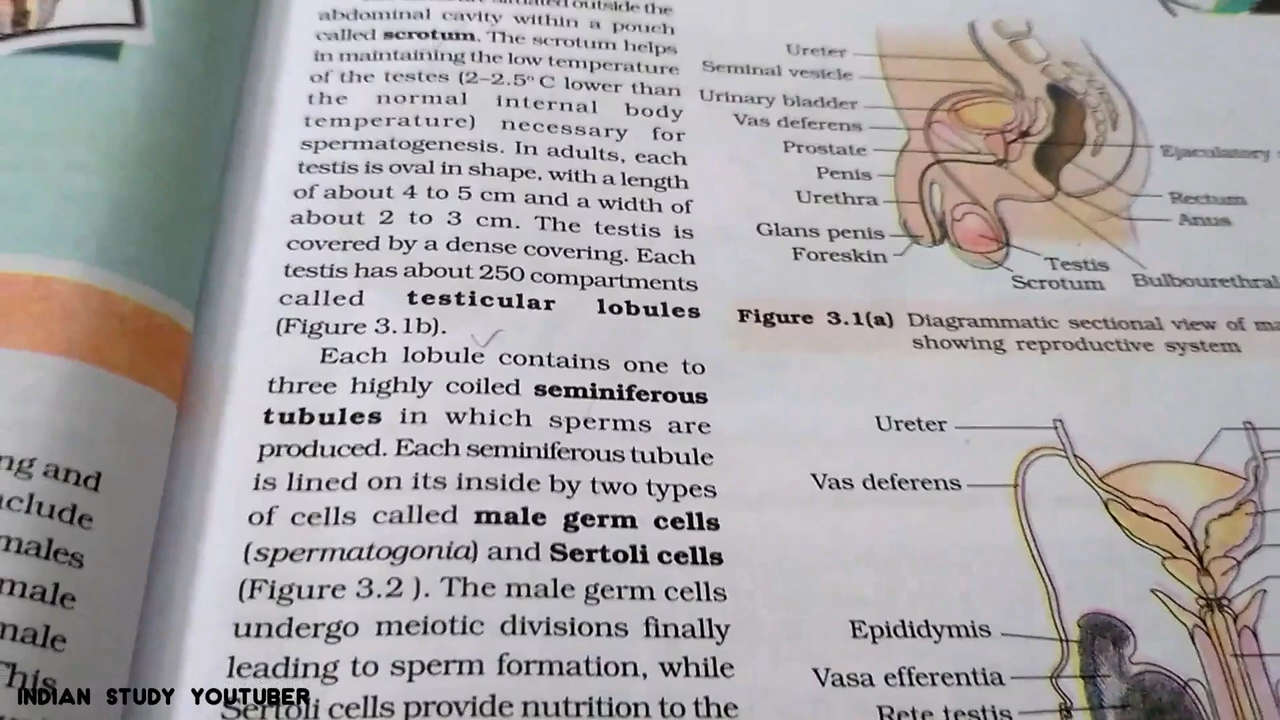 outside the
abdominal cavity within a pouch
called scrotum. The scrotum helps
in maintaining the low temperature
of the testes (2–2.5° C lower than
the normal internal body
temperature) necessary for
spermatogenesis. In adults, each
testis is oval in shape, with a length
of about 4 to 5 cm and a width of
about 2 to 3 cm. The testis is
covered by a dense covering. Each
testis has about 250 compartments
called testicular lobules
(Figure 3.1b).
Each lobule contains one to
three highly coiled seminiferous
tubules in which sperms are
produced. Each seminiferous tubule
is lined on its inside by two types
of cells called male germ cells
(spermatogonia) and Sertoli cells
(Figure 3.2 ). The male germ cells
undergo meiotic divisions finally
leading to sperm formation, while
Sertoli cells provide nutrition to the
Ureter
Seminal vesicle
Urinary bladder
Vas deferens
Prostate
Penis
Urethra
Glans penis
Foreskin
Ejaculatory
Rectum
Anus
Testis
Scrotum
Bulbourethral
Figure 3.1(a) Diagrammatic sectional view of
showing reproductive system
Ureter
Vas deferens
Epididymis
Vasa efferentia
Rete testis
ng and
nclude
males
male
male
This
INDIAN STUDY YOUTUBER